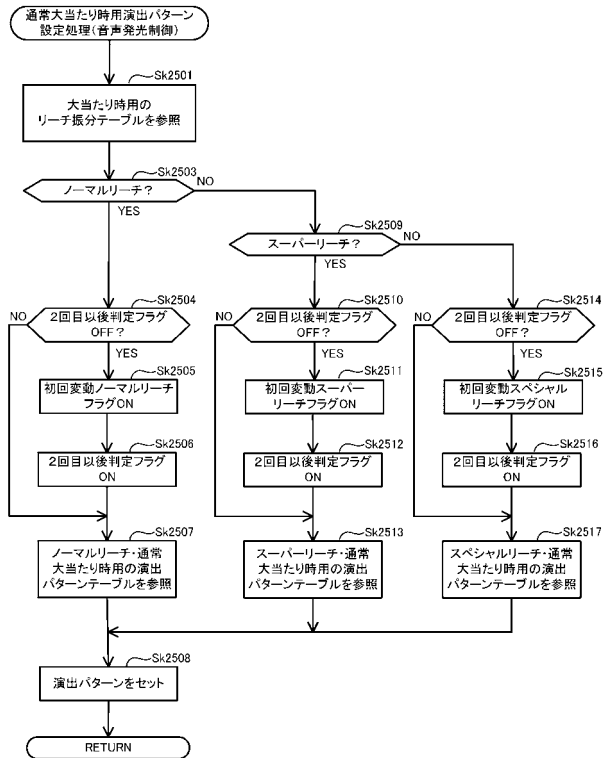 通常大当たり時用演出パターン
設定処理(音声発光制御)
Sk2501
大当たり時用の
リーチ振分テーブルを参照
Sk2503
ノーマルリーチ?
NO
YES
Sk2509
スーパーリーチ?
NO
YES
Sk2504
NO
2回目以後判定フラグ
OFF?
YES
Sk2510
NO
2回目以後判定フラグ
OFF?
YES
Sk2514
NO
2回目以後判定フラグ
OFF?
YES
Sk2505
初回変動ノーマルリーチ
フラグON
Sk2511
初回変動スーパー
リーチフラグON
Sk2515
初回変動スペシャル
リーチフラグON
Sk2506
2回目以後判定フラグ
ON
Sk2512
2回目以後判定フラグ
ON
Sk2516
2回目以後判定フラグ
ON
Sk2507
ノーマルリーチ・通常
大当たり時用の演出
パターンテーブルを参照
Sk2513
スーパーリーチ・通常
大当たり時用の演出
パターンテーブルを参照
Sk2517
スペシャルリーチ・通常
大当たり時用の演出
パターンテーブルを参照
Sk2508
演出パターンをセット
RETURN